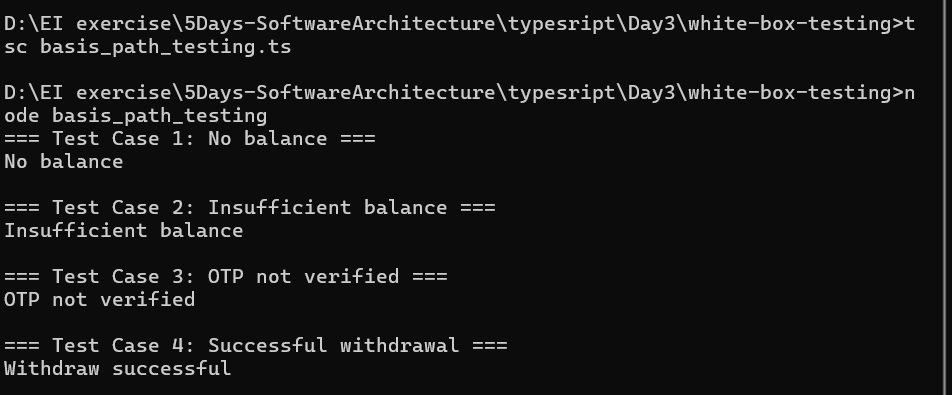 D:\EI exercise\5Days-SoftwareArchitecture\typesript\Day3\white-box-testing>t
sc basis_path_testing.ts
D:\EI exercise\5Days-SoftwareArchitecture\typesript\Day3\white-box-testing>n
ode basis_path_testing
=== Test Case 1: No balance ===
No balance
=== Test Case 2: Insufficient balance ===
Insufficient balance
=== Test Case 3: OTP not verified ===
OTP not verified
=== Test Case 4: Successful withdrawal ===
Withdraw successful